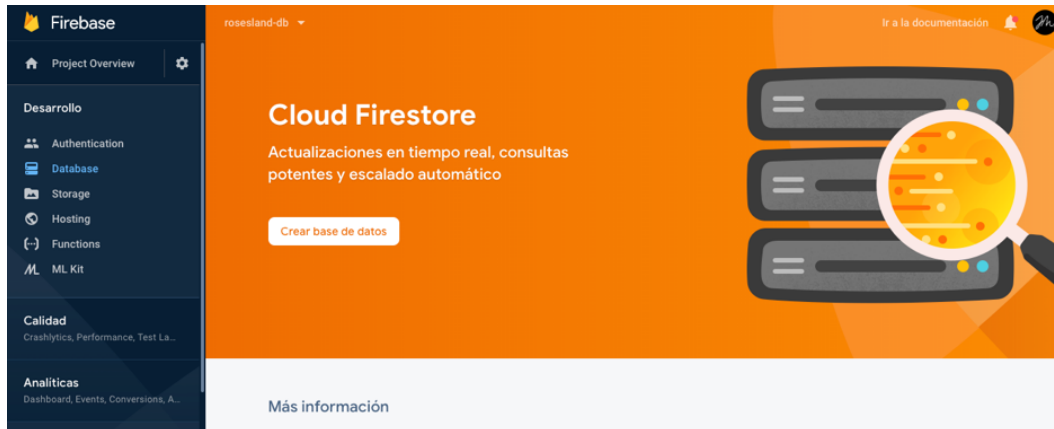 Firebase
rosesland-db
Ir a la documentación
Project Overview
Desarrollo
Authentication
Database
Storage
Hosting
Functions
ML Kit
Calidad
Crashlytics, Performance, Test La...
Analíticas
Dashboard, Events, Conversions, A...
Cloud Firestore
Actualizaciones en tiempo real, consultas
potentes y escalado automático
Crear base de datos
Más información